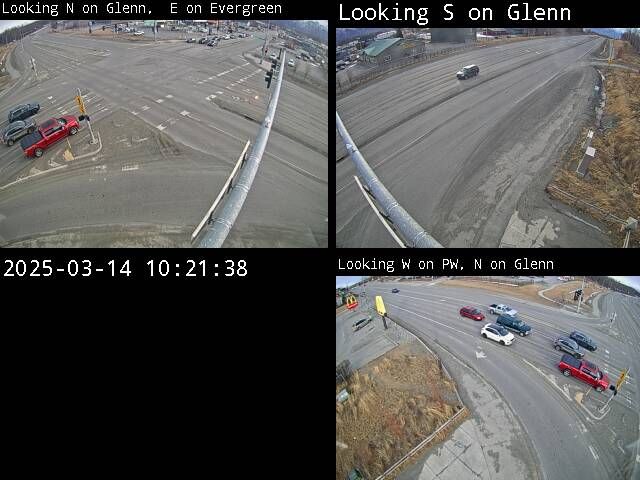 Looking N on Glenn, E on Evergreen
Looking S on Glenn
2025-03-14 10:21:38
Looking W on PW, N on Glenn